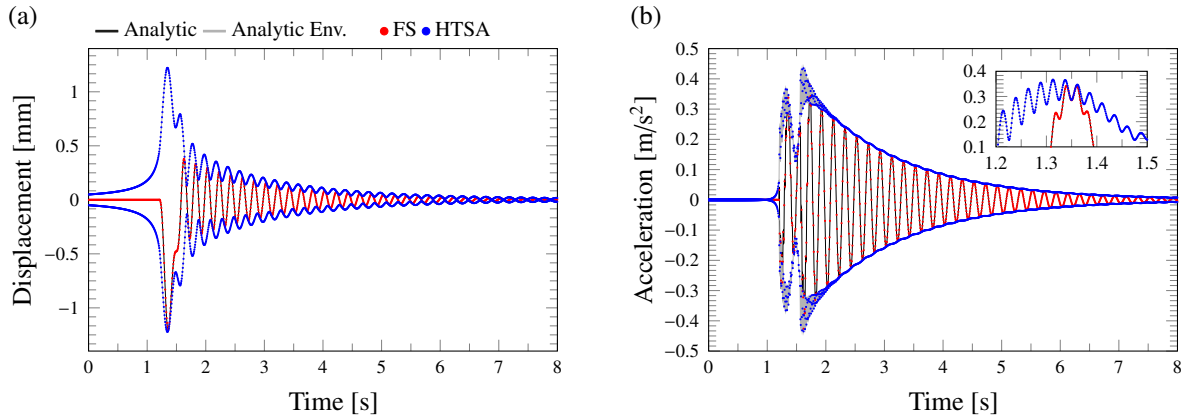 (a)
Analytic Analytic Env. FS HTSA
Displacement [mm]
1
0.5
0
−0.5
−1
0 1 2 3 4 5 6 7 8
Time [s]
(b)
Acceleration [m/s²]
0.5
0.4
0.3
0.2
0.1
0
-0.1
-0.2
-0.3
-0.4
-0.5
0 1 2 3 4 5 6 7 8
Time [s]
0.4
0.3
0.2
0.1
1.2 1.3 1.4 1.5